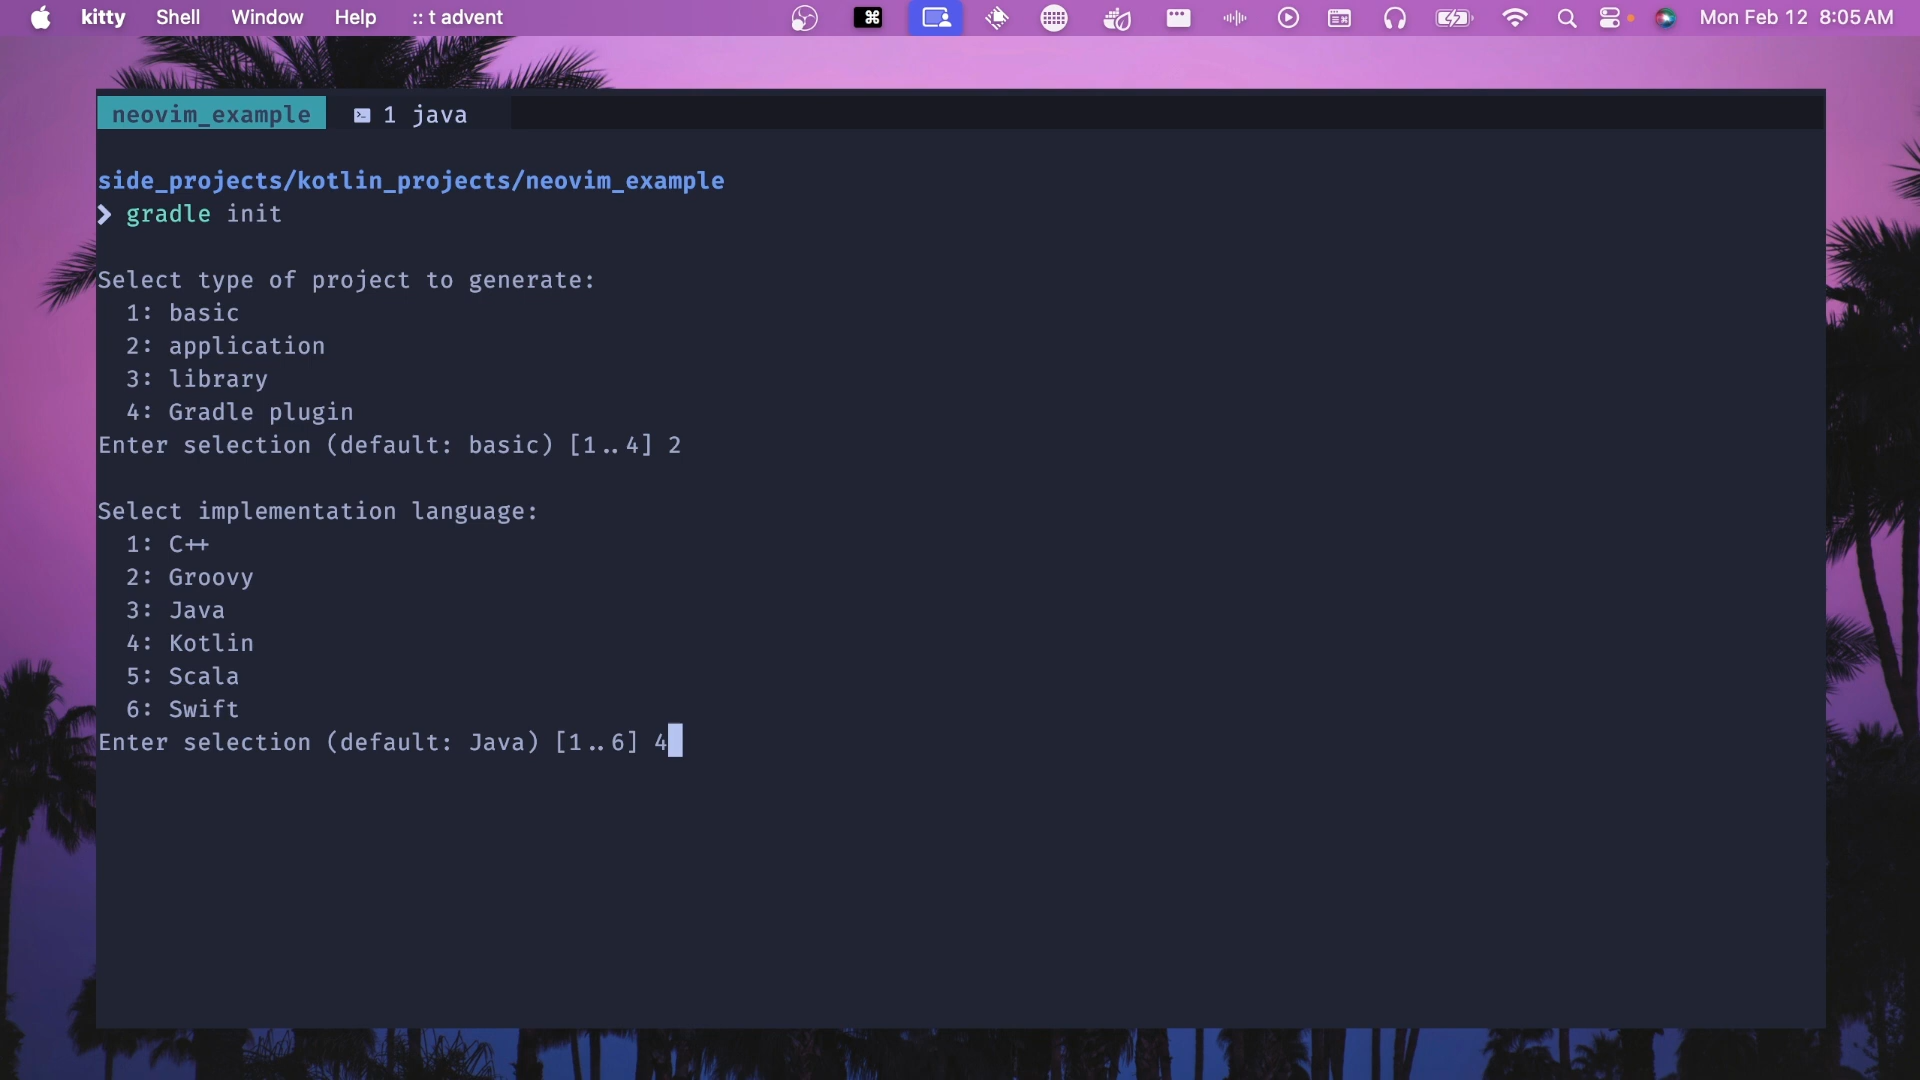 kitty Shell Window Help :: t advent Mon Feb 12 8:05 AM
neovim_example 1 java
side_projects/kotlin_projects/neovim_example
❯ gradle init
Select type of project to generate:
1: basic
2: application
3: library
4: Gradle plugin
Enter selection (default: basic) [1..4] 2
Select implementation language:
1: C++
2: Groovy
3: Java
4: Kotlin
5: Scala
6: Swift
Enter selection (default: Java) [1..6] 4